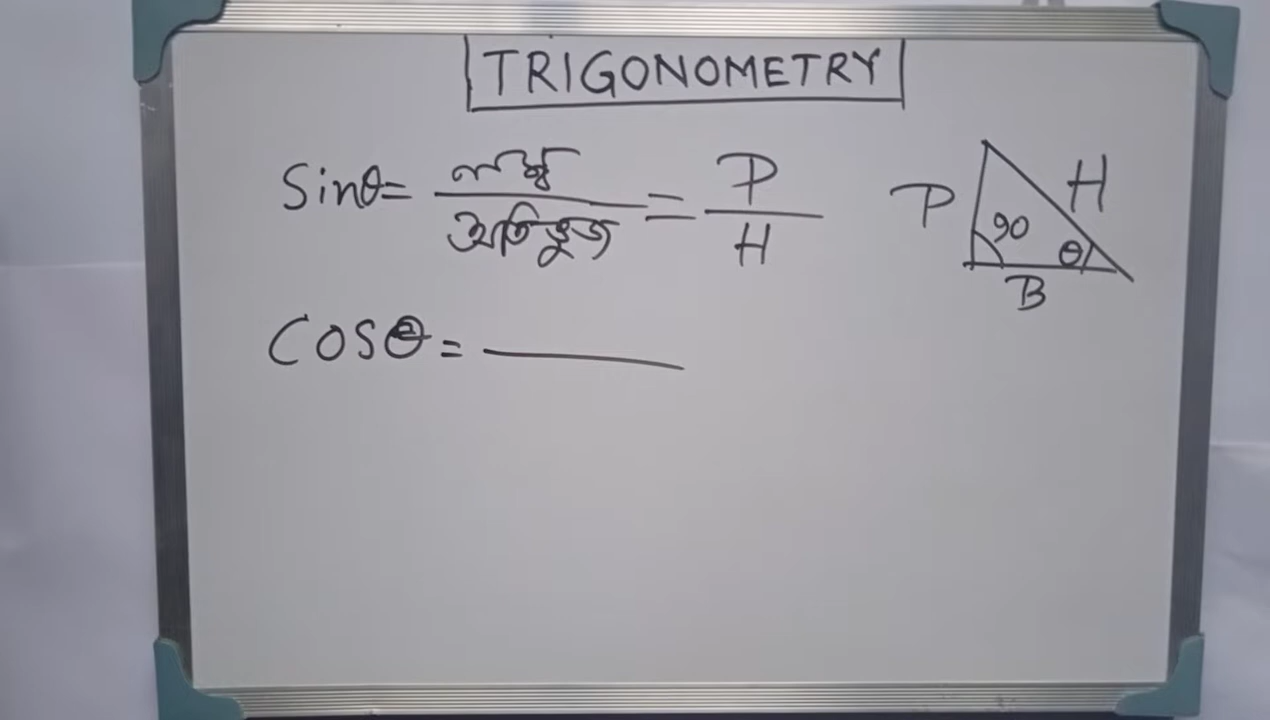 TRIGONOMETRY
Sinθ = লম্ব / অতিভুজ = P / H
P H 90 θ B
Cosθ =